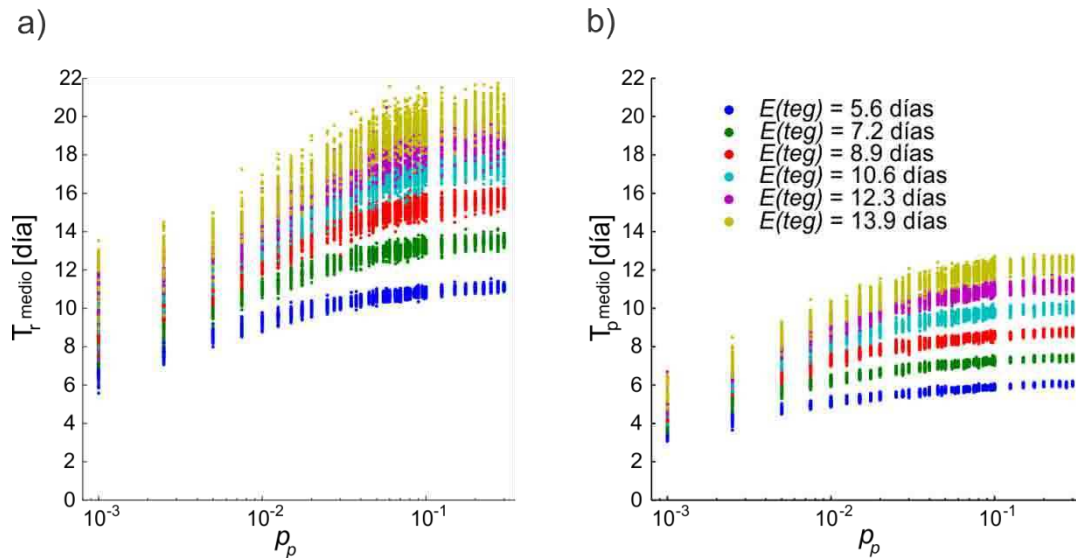 a)
22
20
18
16
14
12
10
8
6
4
2
0
T_r medio [día]
10^-3
10^-2
10^-1
p_p
b)
22
20
18
16
14
12
10
8
6
4
2
0
T_p medio [día]
E(teg) = 5.6 días
E(teg) = 7.2 días
E(teg) = 8.9 días
E(teg) = 10.6 días
E(teg) = 12.3 días
E(teg) = 13.9 días
10^-3
10^-2
10^-1
p_p